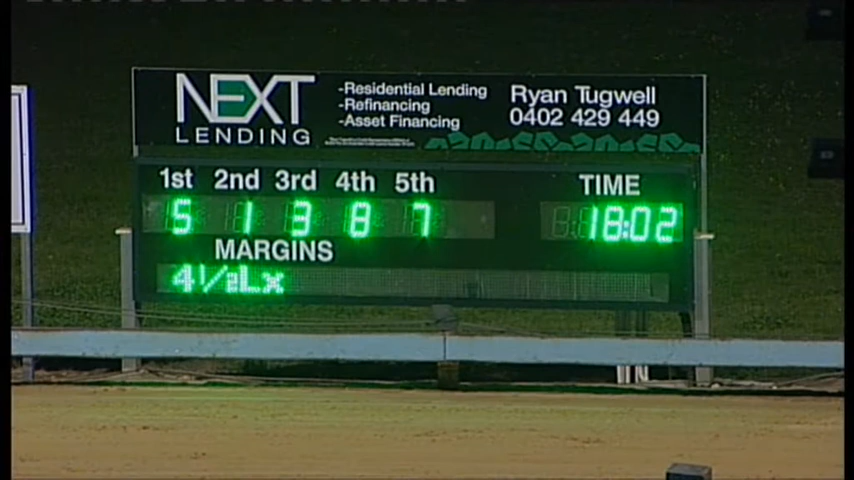 NEXT
LENDING
-Residential Lending
-Refinancing
-Asset Financing
Ryan Tugwell
0402 429 449
1st 2nd 3rd 4th 5th TIME
5 1 3 8 7 18:02
MARGINS
4½Lx